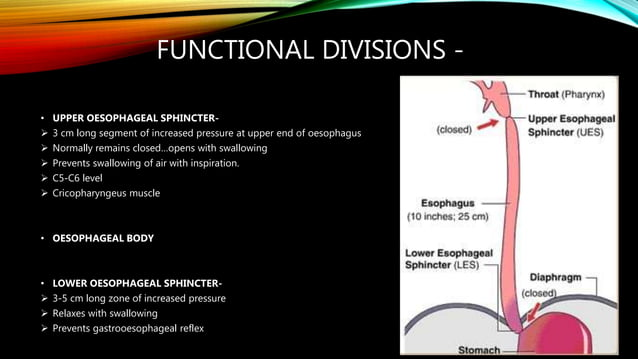 FUNCTIONAL DIVISIONS -
• UPPER OESOPHAGEAL SPHINCTER-
➢ 3 cm long segment of increased pressure at upper end of oesophagus
➢ Normally remains closed...opens with swallowing
➢ Prevents swallowing of air with inspiration.
➢ C5-C6 level
➢ Cricopharyngeus muscle
• OESOPHAGEAL BODY
• LOWER OESOPHAGEAL SPHINCTER-
➢ 3-5 cm long zone of increased pressure
➢ Relaxes with swallowing
➢ Prevents gastrooesophageal reflex
Throat (Pharynx)
(closed)
Upper Esophageal
Sphincter (UES)
Esophagus
(10 inches; 25 cm)
Lower Esophageal
Sphincter (LES)
Diaphragm
(closed)
Stomach